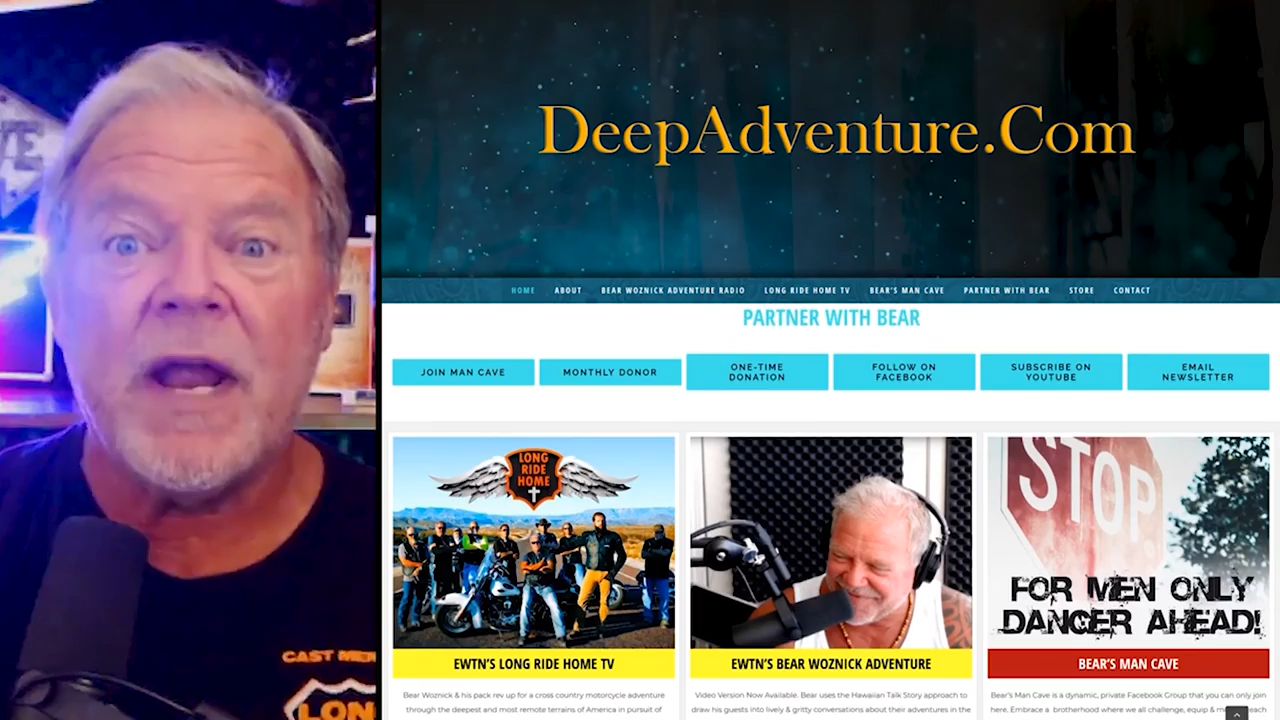 DeepAdventure.Com
HOME ABOUT BEAR WOZNICK ADVENTURE RADIO LONG RIDE HOME TV BEAR'S MAN CAVE PARTNER WITH BEAR STORE CONTACT
PARTNER WITH BEAR
JOIN MAN CAVE
MONTHLY DONOR
ONE-TIME
DONATION
FOLLOW ON
FACEBOOK
SUBSCRIBE ON
YOUTUBE
EMAIL
NEWSLETTER
LONG
RIDE
HOME
EWTN'S LONG RIDE HOME TV
Bear Woznick & his pack rev up for a cross country motorcycle adventure
through the deepest and most remote terrains of America in pursuit of
EWTN'S BEAR WOZNICK ADVENTURE
Video Version Now Available. Bear uses the Hawaiian Talk Story approach to
draw his guests into lively & gritty conversations about their adventures in the
STOP
FOR MEN ONLY
DANGER AHEAD!
BEAR'S MAN CAVE
Bear's Man Cave is a dynamic, private Facebook Group that you can only join
here. Embrace a brotherhood where we all challenge, equip & each
CAST
LON